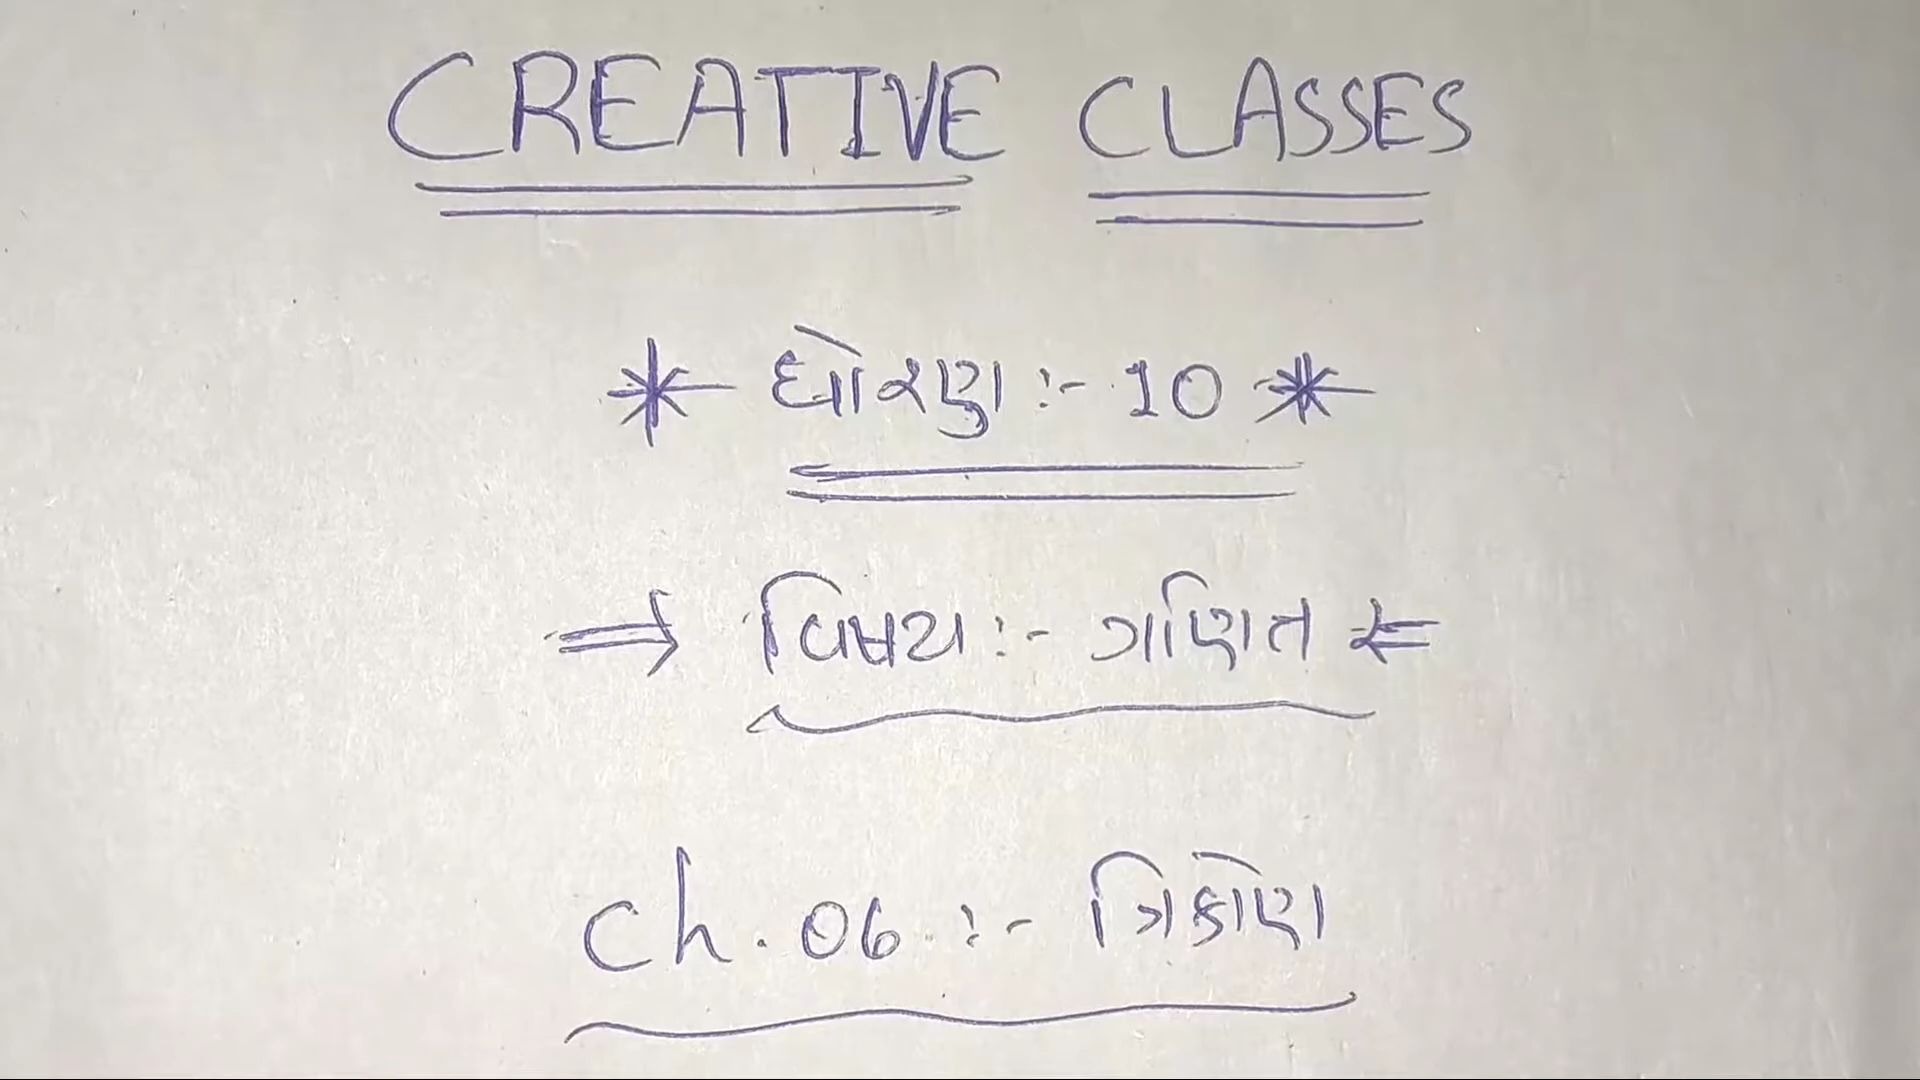 CREATIVE CLASSES
* ધોરણ :- 10 *
⇒ વિષય :- ગણિત ⇐
Ch. 06 :- ત્રિકોણ